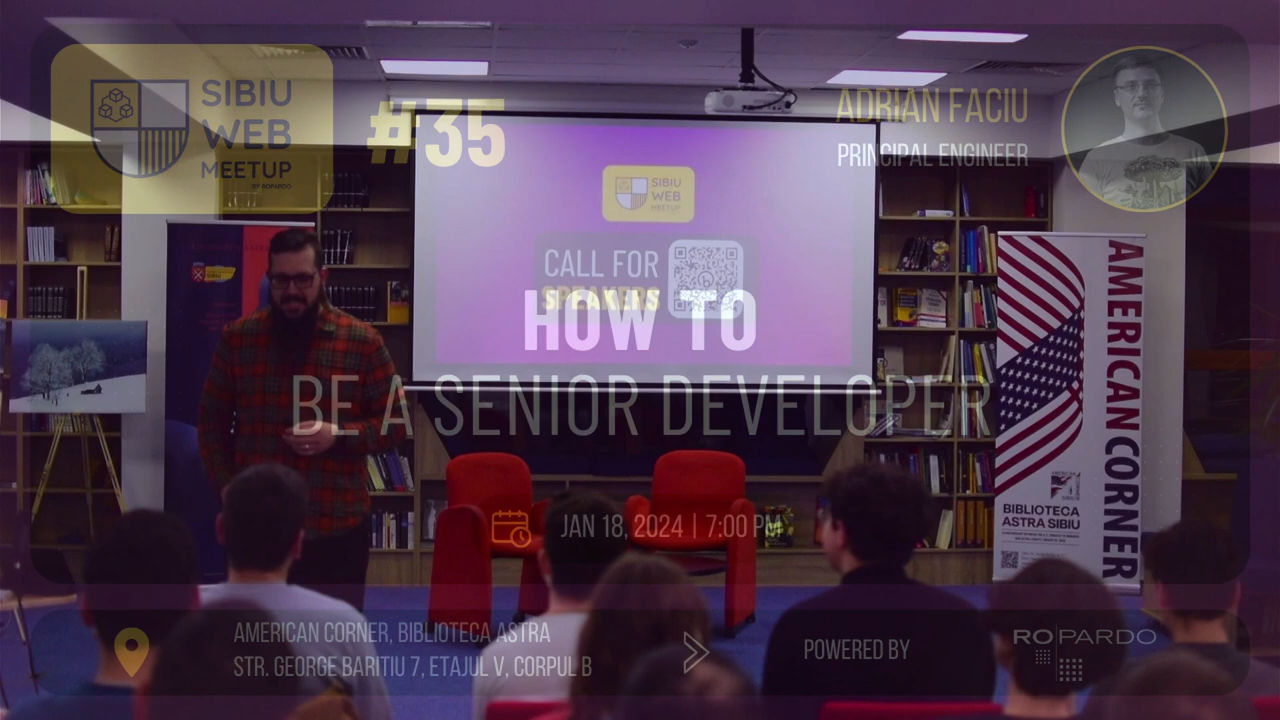 SIBIU
WEB
MEETUP
BY ROPARDO
#35
ADRIAN FACIU
PRINCIPAL ENGINEER
SIBIU
WEB
MEETUP
CALL FOR
SPEAKERS
HOW TO
BE A SENIOR DEVELOPER
JAN 18, 2024 | 7:00 PM
AMERICAN CORNER
BIBLIOTECA
ASTRA SIBIU
AMERICAN CORNER, BIBLIOTECA ASTRA
STR. GEORGE BARITIU 7, ETAJUL V, CORPUL B
POWERED BY
ROPARDO